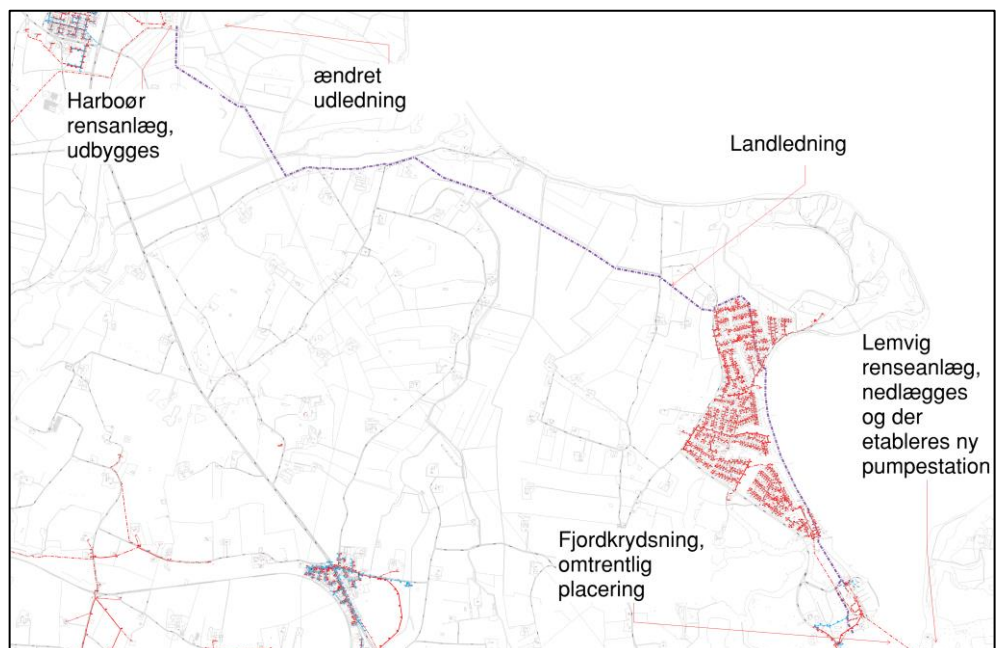 ændret
udledning
Harboør
rensanlæg,
udbygges
Landledning
Lemvig
renseanlæg,
nedlægges
og der
etableres ny
pumpestation
Fjordkrydsning,
omtrentlig
placering